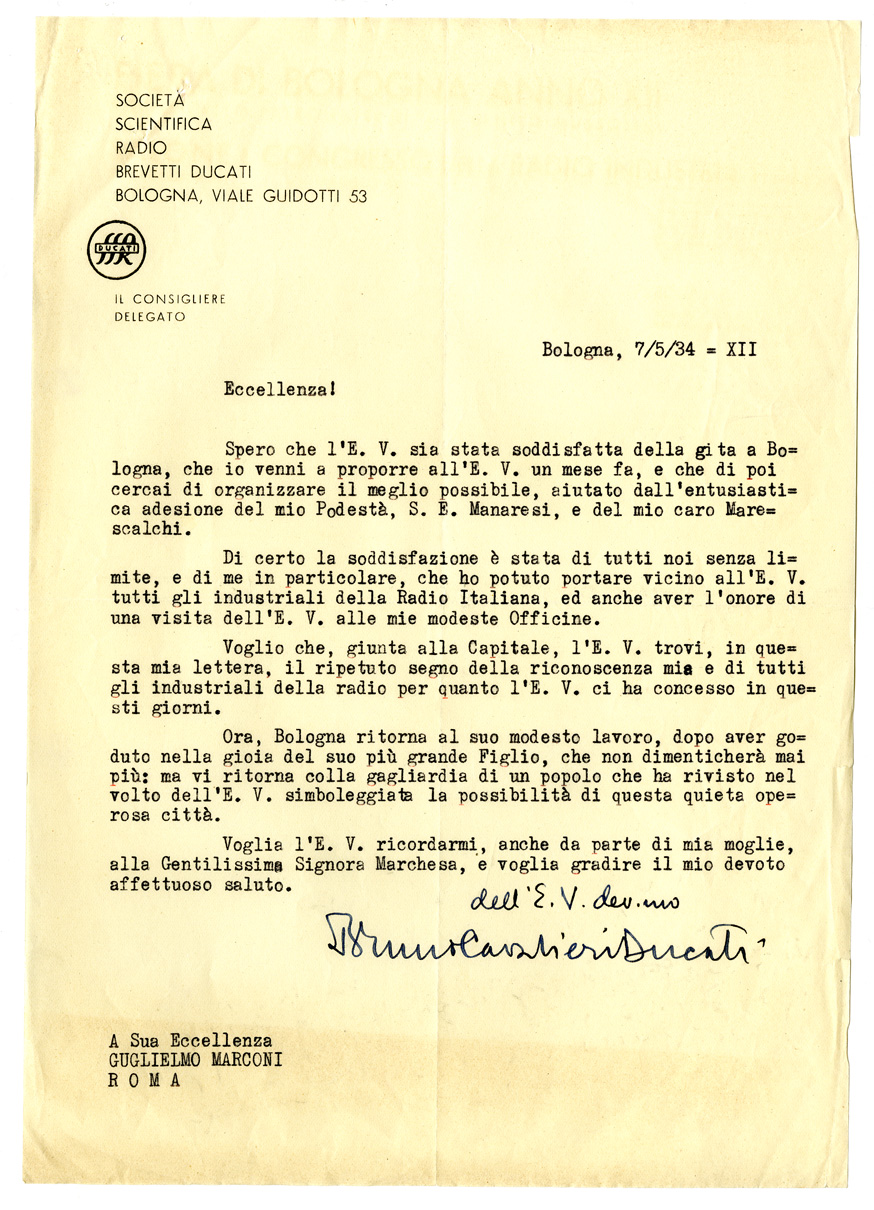 SOCIETÀ
SCIENTIFICA
RADIO
BREVETTI DUCATI
BOLOGNA, VIALE GUIDOTTI 53
SSR
DUCATI
IL CONSIGLIERE
DELEGATO
Bologna, 7/5/34 = XII
Eccellenza!
Spero che l'E. V. sia stata soddisfatta della gita a Bo=
logna, che io venni a proporre all'E. V. un mese fa, e che di poi
cercai di organizzare il meglio possibile, aiutato dall'entusiasti=
ca adesione del mio Podestà, S. E. Manaresi, e del mio caro Mare=
scalchi.
Di certo la soddisfazione è stata di tutti noi senza li=
mite, e di me in particolare, che ho potuto portare vicino all'E. V.
tutti gli industriali della Radio Italiana, ed anche aver l'onore di
una visita dell'E. V. alle mie modeste Officine.
Voglio che, giunta alla Capitale, l'E. V. trovi, in que=
sta mia lettera, il ripetuto segno della riconoscenza mia e di tutti
gli industriali della radio per quanto l'E. V. ci ha concesso in que=
sti giorni.
Ora, Bologna ritorna al suo modesto lavoro, dopo aver go=
duto nella gioia del suo più grande Figlio, che non dimenticherà mai
più: ma vi ritorna colla gagliardia di un popolo che ha rivisto nel
volto dell'E. V. simboleggiata la possibilità di questa quieta ope=
rosa città.
Voglia l'E. V. ricordarmi, anche da parte di mia moglie,
alla Gentilissima Signora Marchesa, e voglia gradire il mio devoto
affettuoso saluto.
dell'E. V. dev.mo
Bruno Cavalieri Ducati
A Sua Eccellenza
GUGLIELMO MARCONI
R O M A